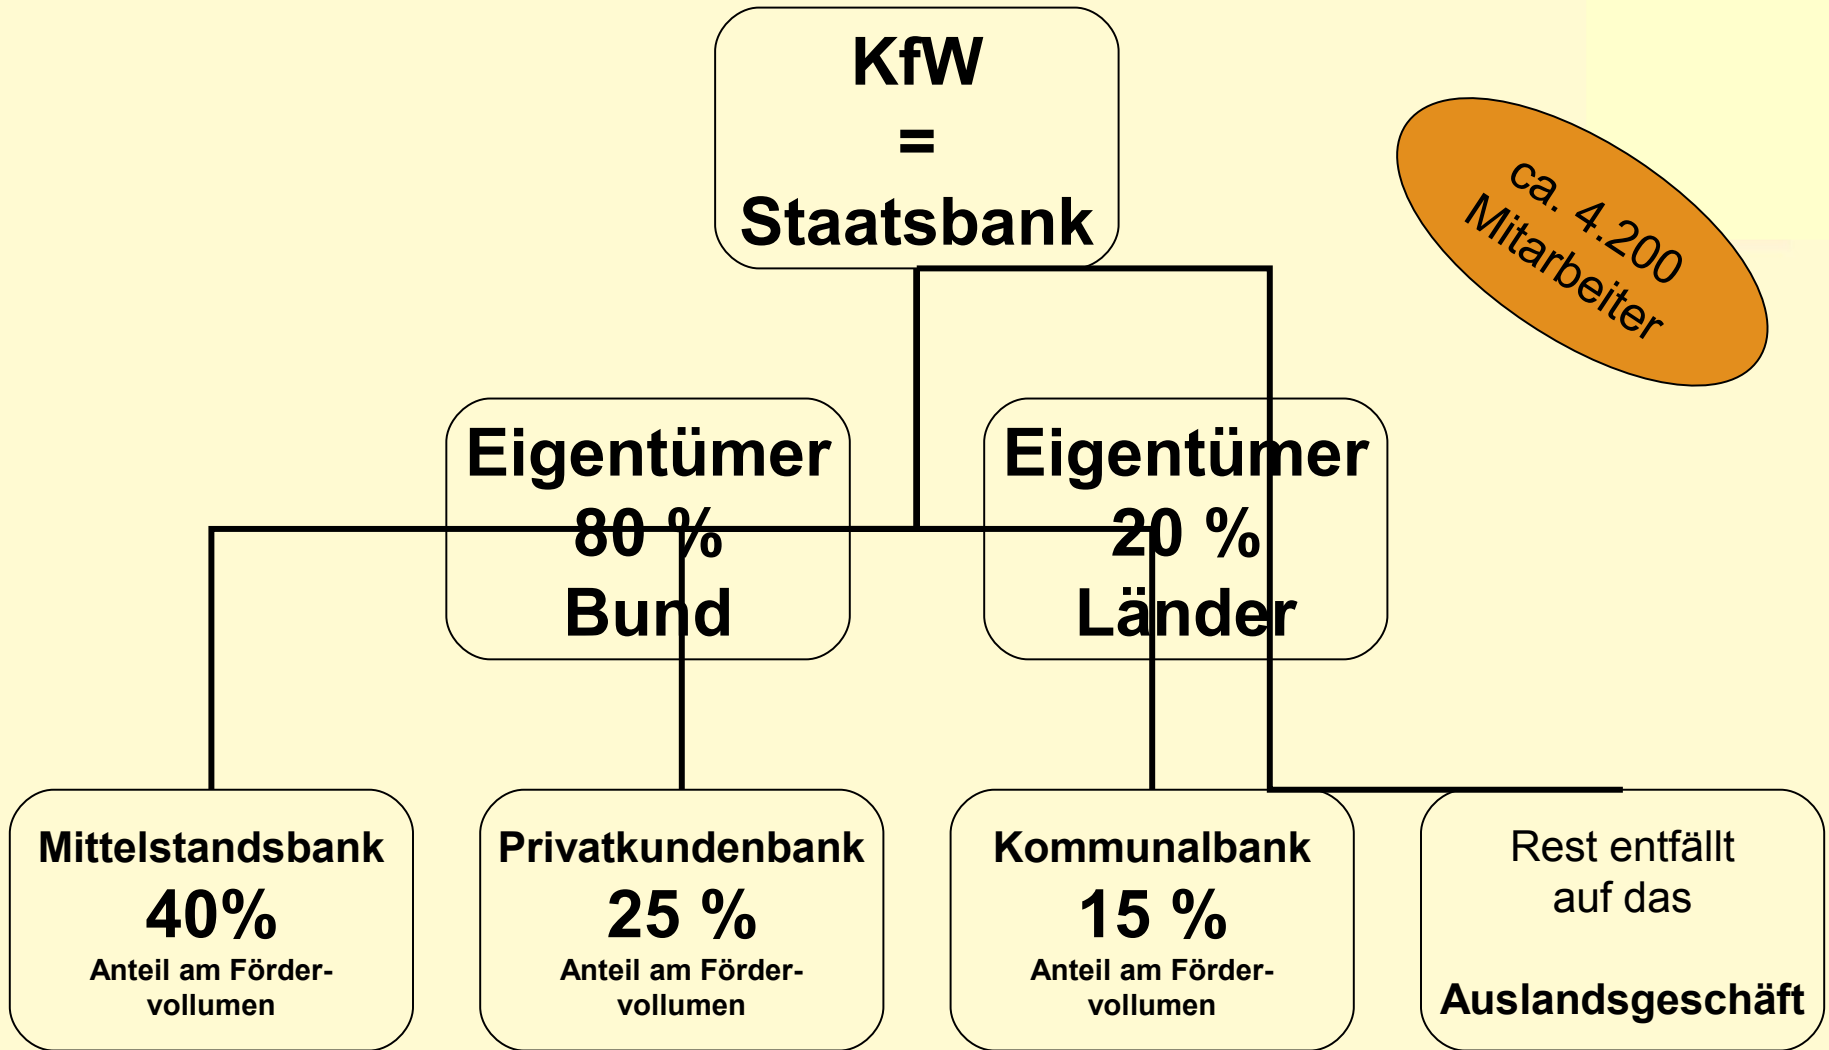 KfW
=
Staatsbank
ca. 4.200
Mitarbeiter
Eigentümer
80 %
Bund
Eigentümer
20 %
Länder
Mittelstandsbank
40%
Anteil am Förder-
vollumen
Privatkundenbank
25 %
Anteil am Förder-
vollumen
Kommunalbank
15 %
Anteil am Förder-
vollumen
Rest entfällt
auf das
Auslandsgeschäft